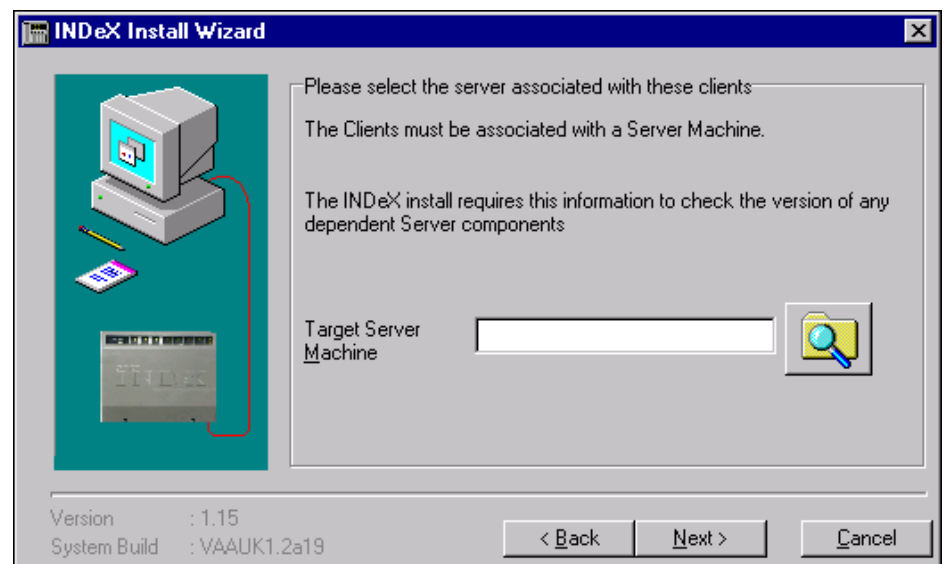 INDeX Install Wizard
Please select the server associated with these clients
The Clients must be associated with a Server Machine.
The INDeX install requires this information to check the version of any
dependent Server components
Target Server
Machine
INDeX
Version : 1.15
System Build : VAAUK1.2a19
< Back
Next >
Cancel